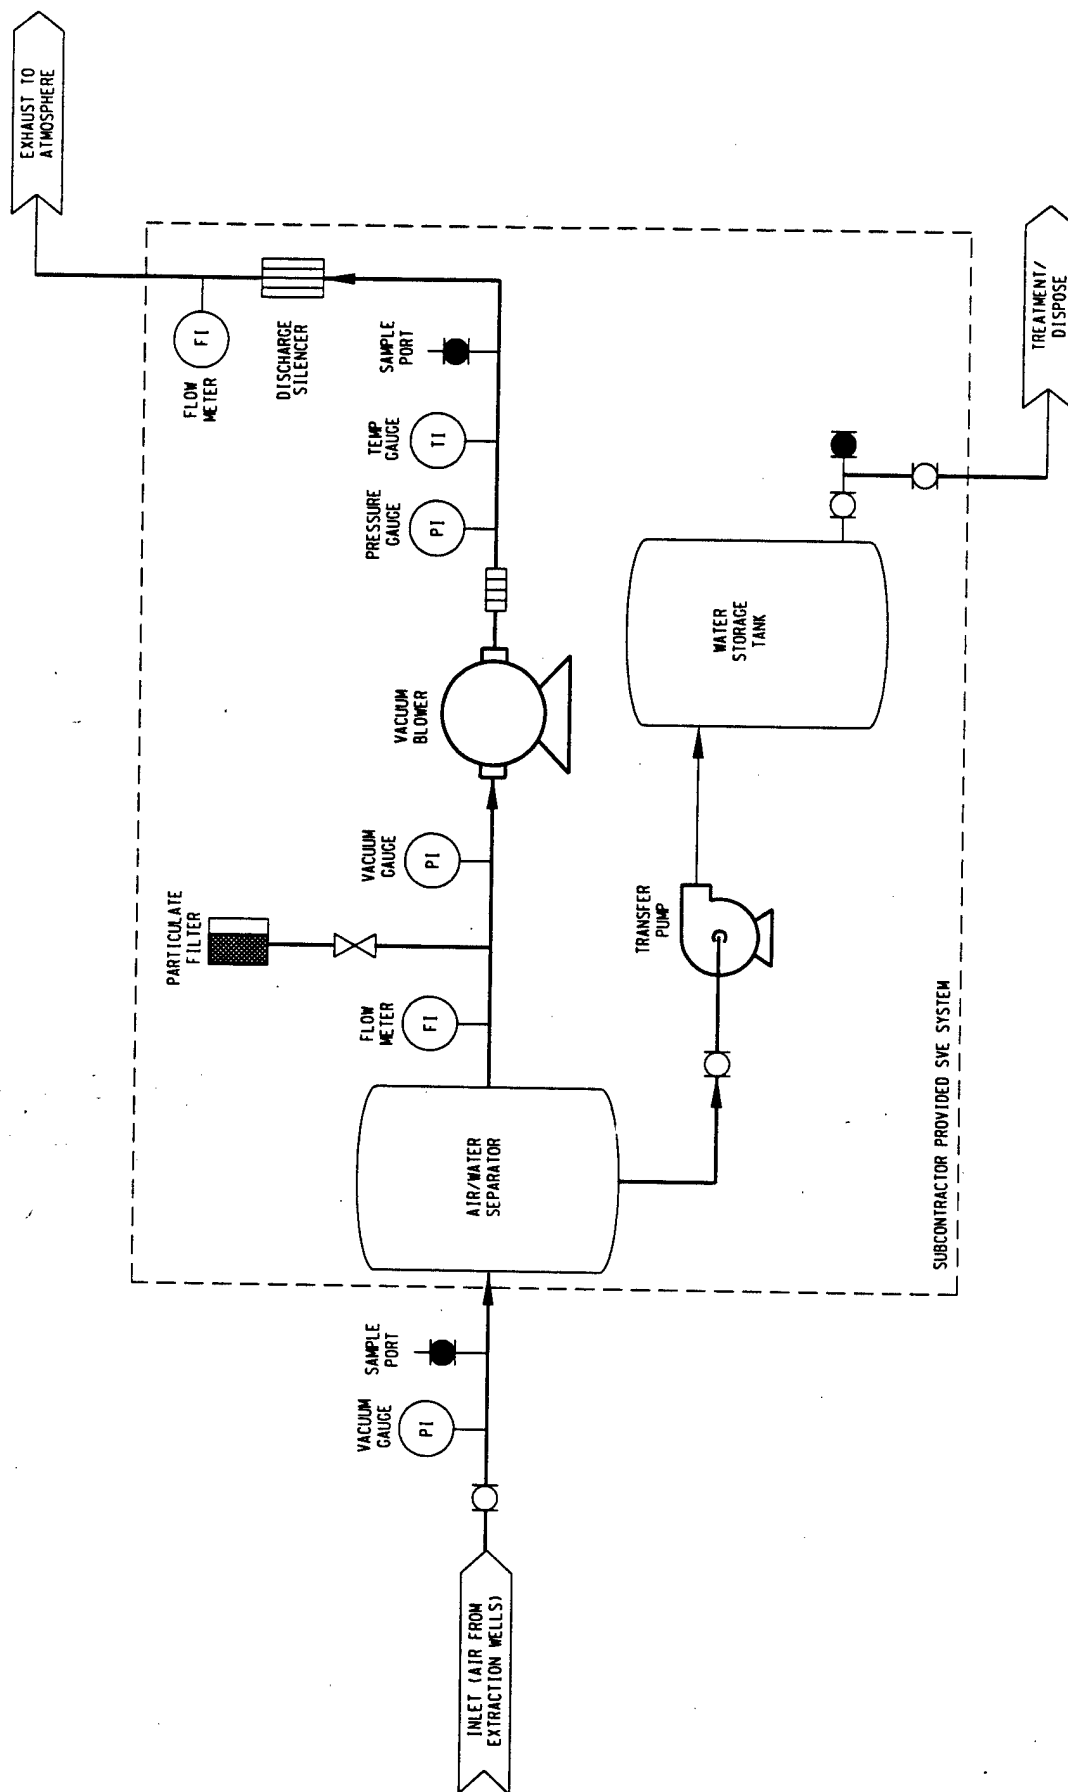 EXHAUST TO
ATMOSPHERE
FI
FLOW
METER
DISCHARGE
SILENCER
SAMPLE
PORT
TEMP
GAUGE
TI
PRESSURE
GAUGE
PI
VACUUM
BLOWER
VACUUM
GAUGE
PI
PARTICULATE
FILTER
FLOW
METER
FI
AIR/WATER
SEPARATOR
SAMPLE
PORT
VACUUM
GAUGE
PI
INLET (AIR FROM
EXTRACTION WELLS)
TRANSFER
PUMP
WATER
STORAGE
TANK
TREATMENT/
DISPOSE
SUBCONTRACTOR PROVIDED SVE SYSTEM